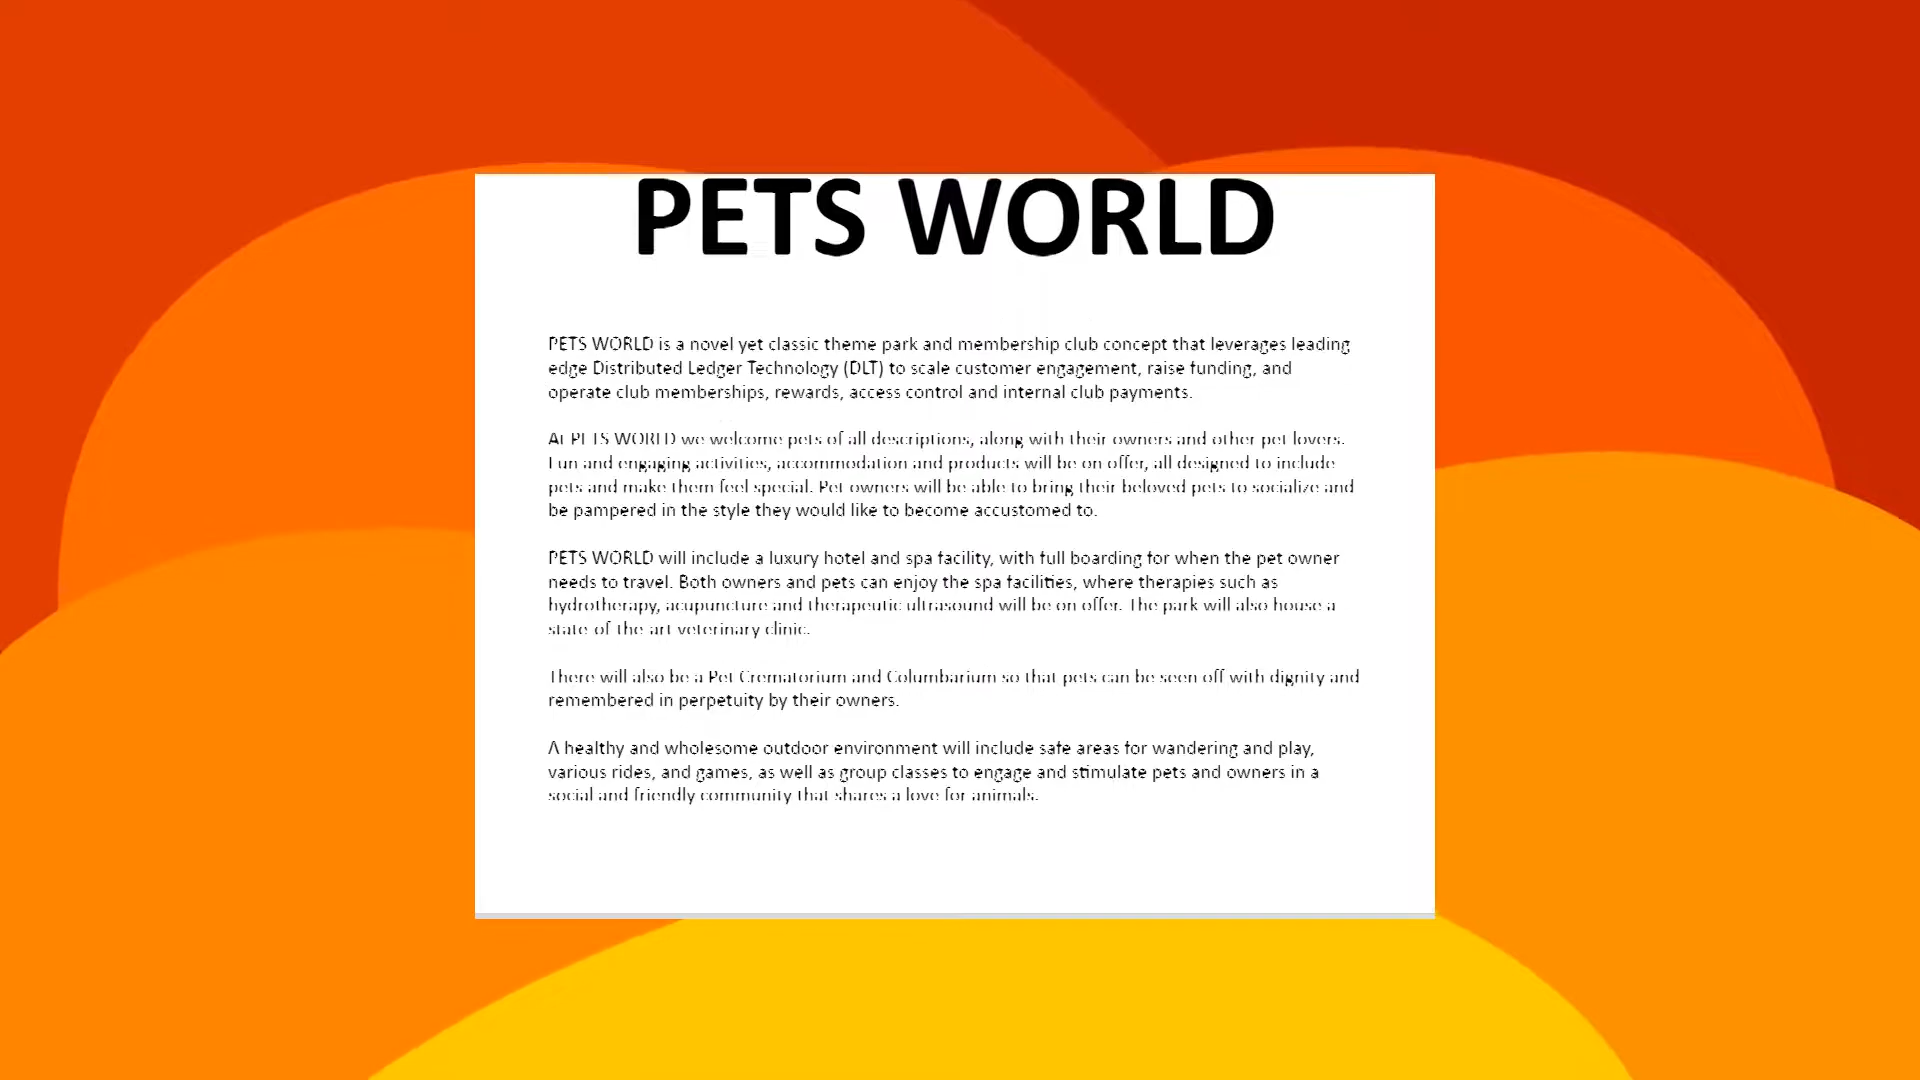 PETS WORLD
PETS WORLD is a novel yet classic theme park and membership club concept that leverages leading
edge Distributed Ledger Technology (DLT) to scale customer engagement, raise funding, and
operate club memberships, rewards, access control and internal club payments.
At PETS WORLD we welcome pets of all descriptions, along with their owners and other pet lovers.
Fun and engaging activities, accommodation and products will be on offer, all designed to include
pets and make them feel special. Pet owners will be able to bring their beloved pets to socialize and
be pampered in the style they would like to become accustomed to.
PETS WORLD will include a luxury hotel and spa facility, with full boarding for when the pet owner
needs to travel. Both owners and pets can enjoy the spa facilities, where therapies such as
hydrotherapy, acupuncture and therapeutic ultrasound will be on offer. The park will also house a
state-of-the-art veterinary clinic.
There will also be a Pet Crematorium and Columbarium so that pets can be seen off with dignity and
remembered in perpetuity by their owners.
A healthy and wholesome outdoor environment will include safe areas for wandering and play,
various rides, and games, as well as group classes to engage and stimulate pets and owners in a
social and friendly community that shares a love for animals.